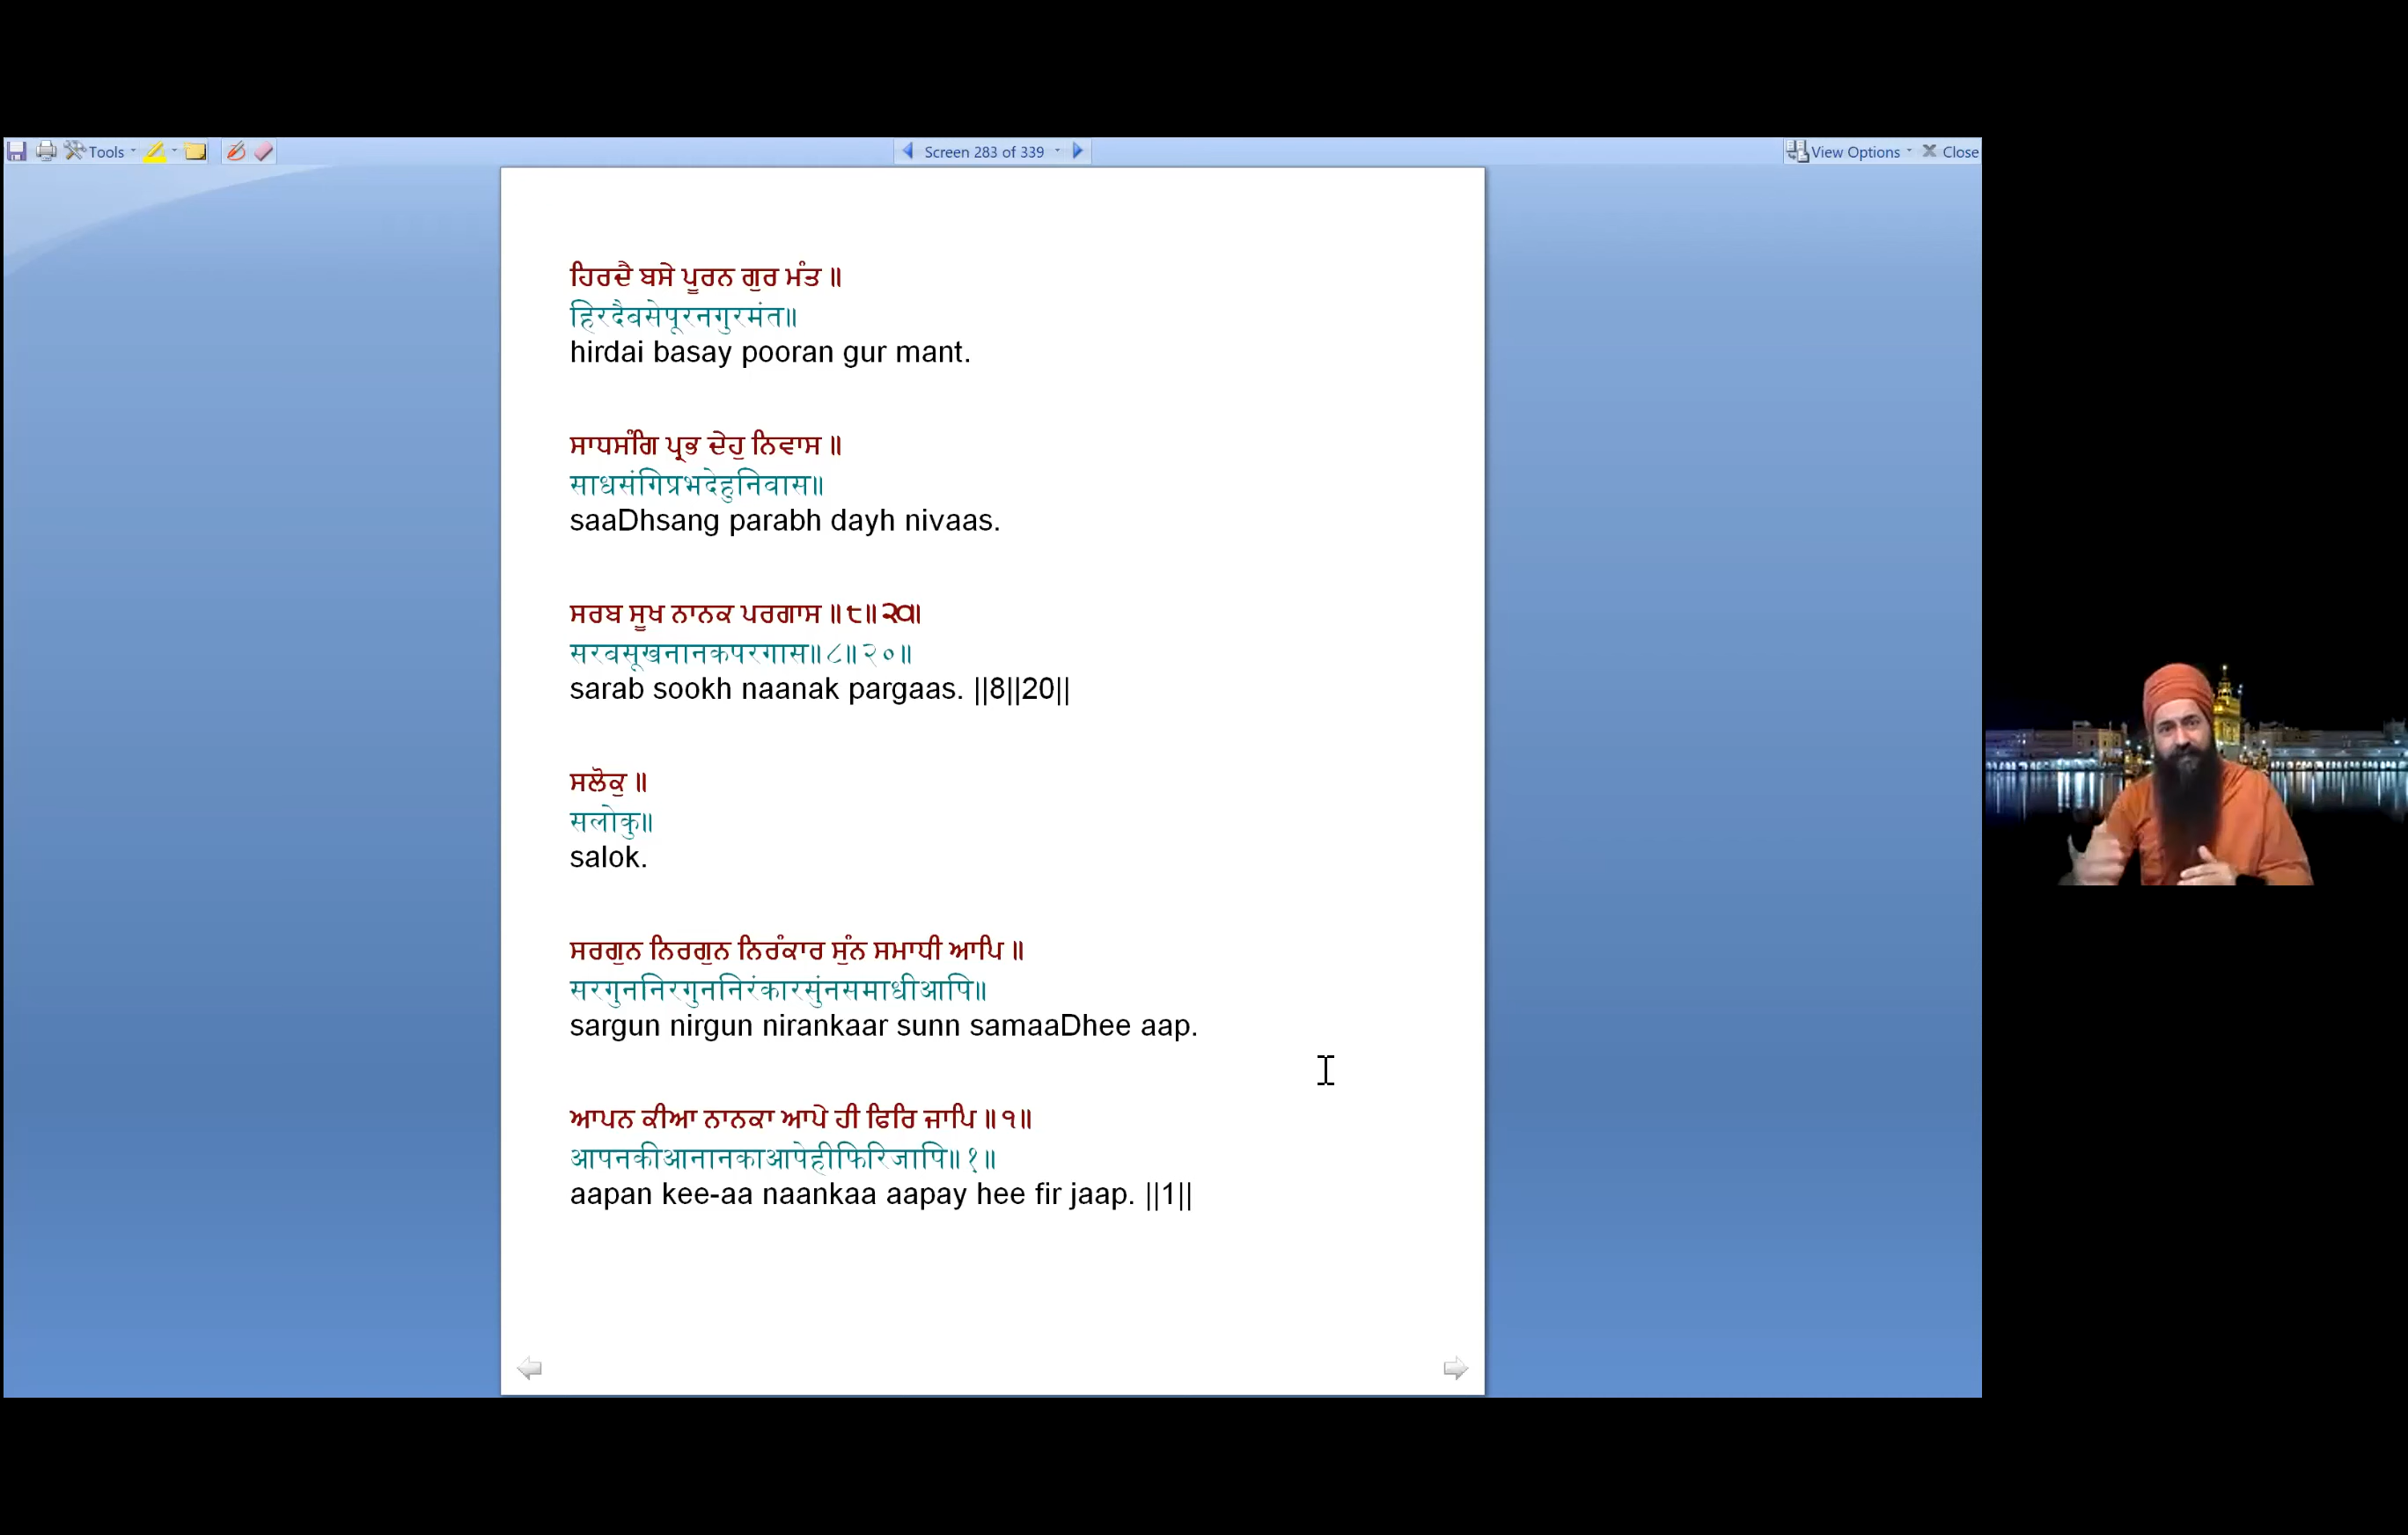 Tools
Screen 283 of 339
View Options
Close
ਹਿਰਦੈ ਬਸੇ ਪੂਰਨ ਗੁਰ ਮੰਤ ॥
हिरदैबसेपूरनगुरमंत॥
hirdai basay pooran gur mant.
ਸਾਧਸੰਗਿ ਪ੍ਰਭ ਦੇਹੁ ਨਿਵਾਸ ॥
साधसंगिप्रभदेहुनिवास॥
saaDhsang parabh dayh nivaas.
ਸਰਬ ਸੂਖ ਨਾਨਕ ਪਰਗਾਸ ॥੮॥੨੦॥
सरबसूखनानकपरगास॥८॥२०॥
sarab sookh naanak pargaas. ||8||20||
ਸਲੋਕੁ ॥
सलोकु॥
salok.
ਸਰਗੁਨ ਨਿਰਗੁਨ ਨਿਰੰਕਾਰ ਸੁੰਨ ਸਮਾਧੀ ਆਪਿ ॥
सरगुननिरगुननिरंकारसुंनसमाधीआपि॥
sargun nirgun nirankaar sunn samaaDhee aap.
ਆਪਨ ਕੀਆ ਨਾਨਕਾ ਆਪੇ ਹੀ ਫਿਰਿ ਜਾਪਿ ॥੧॥
आपनकीआनानकाआपेहीफिरिजापि॥१॥
aapan kee-aa naankaa aapay hee fir jaap. ||1||